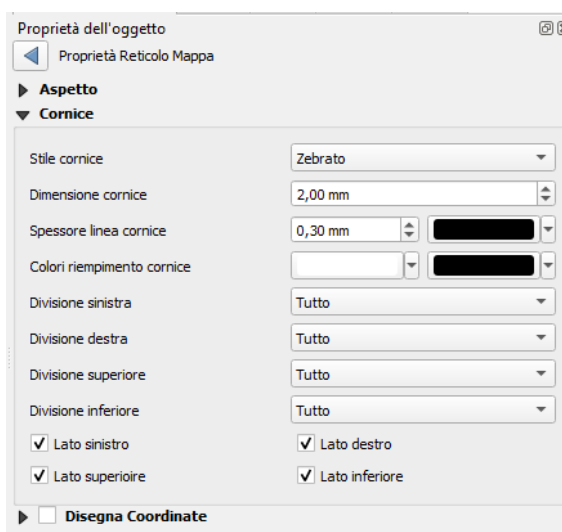 Proprietà dell'oggetto
Proprietà Reticolo Mappa
Aspetto
Cornice
Stile cornice Zebrato
Dimensione cornice 2,00 mm
Spessore linea cornice 0,30 mm
Colori riempimento cornice
Divisione sinistra Tutto
Divisione destra Tutto
Divisione superiore Tutto
Divisione inferiore Tutto
Lato sinistro Lato destro
Lato superioire Lato inferiore
Disegna Coordinate